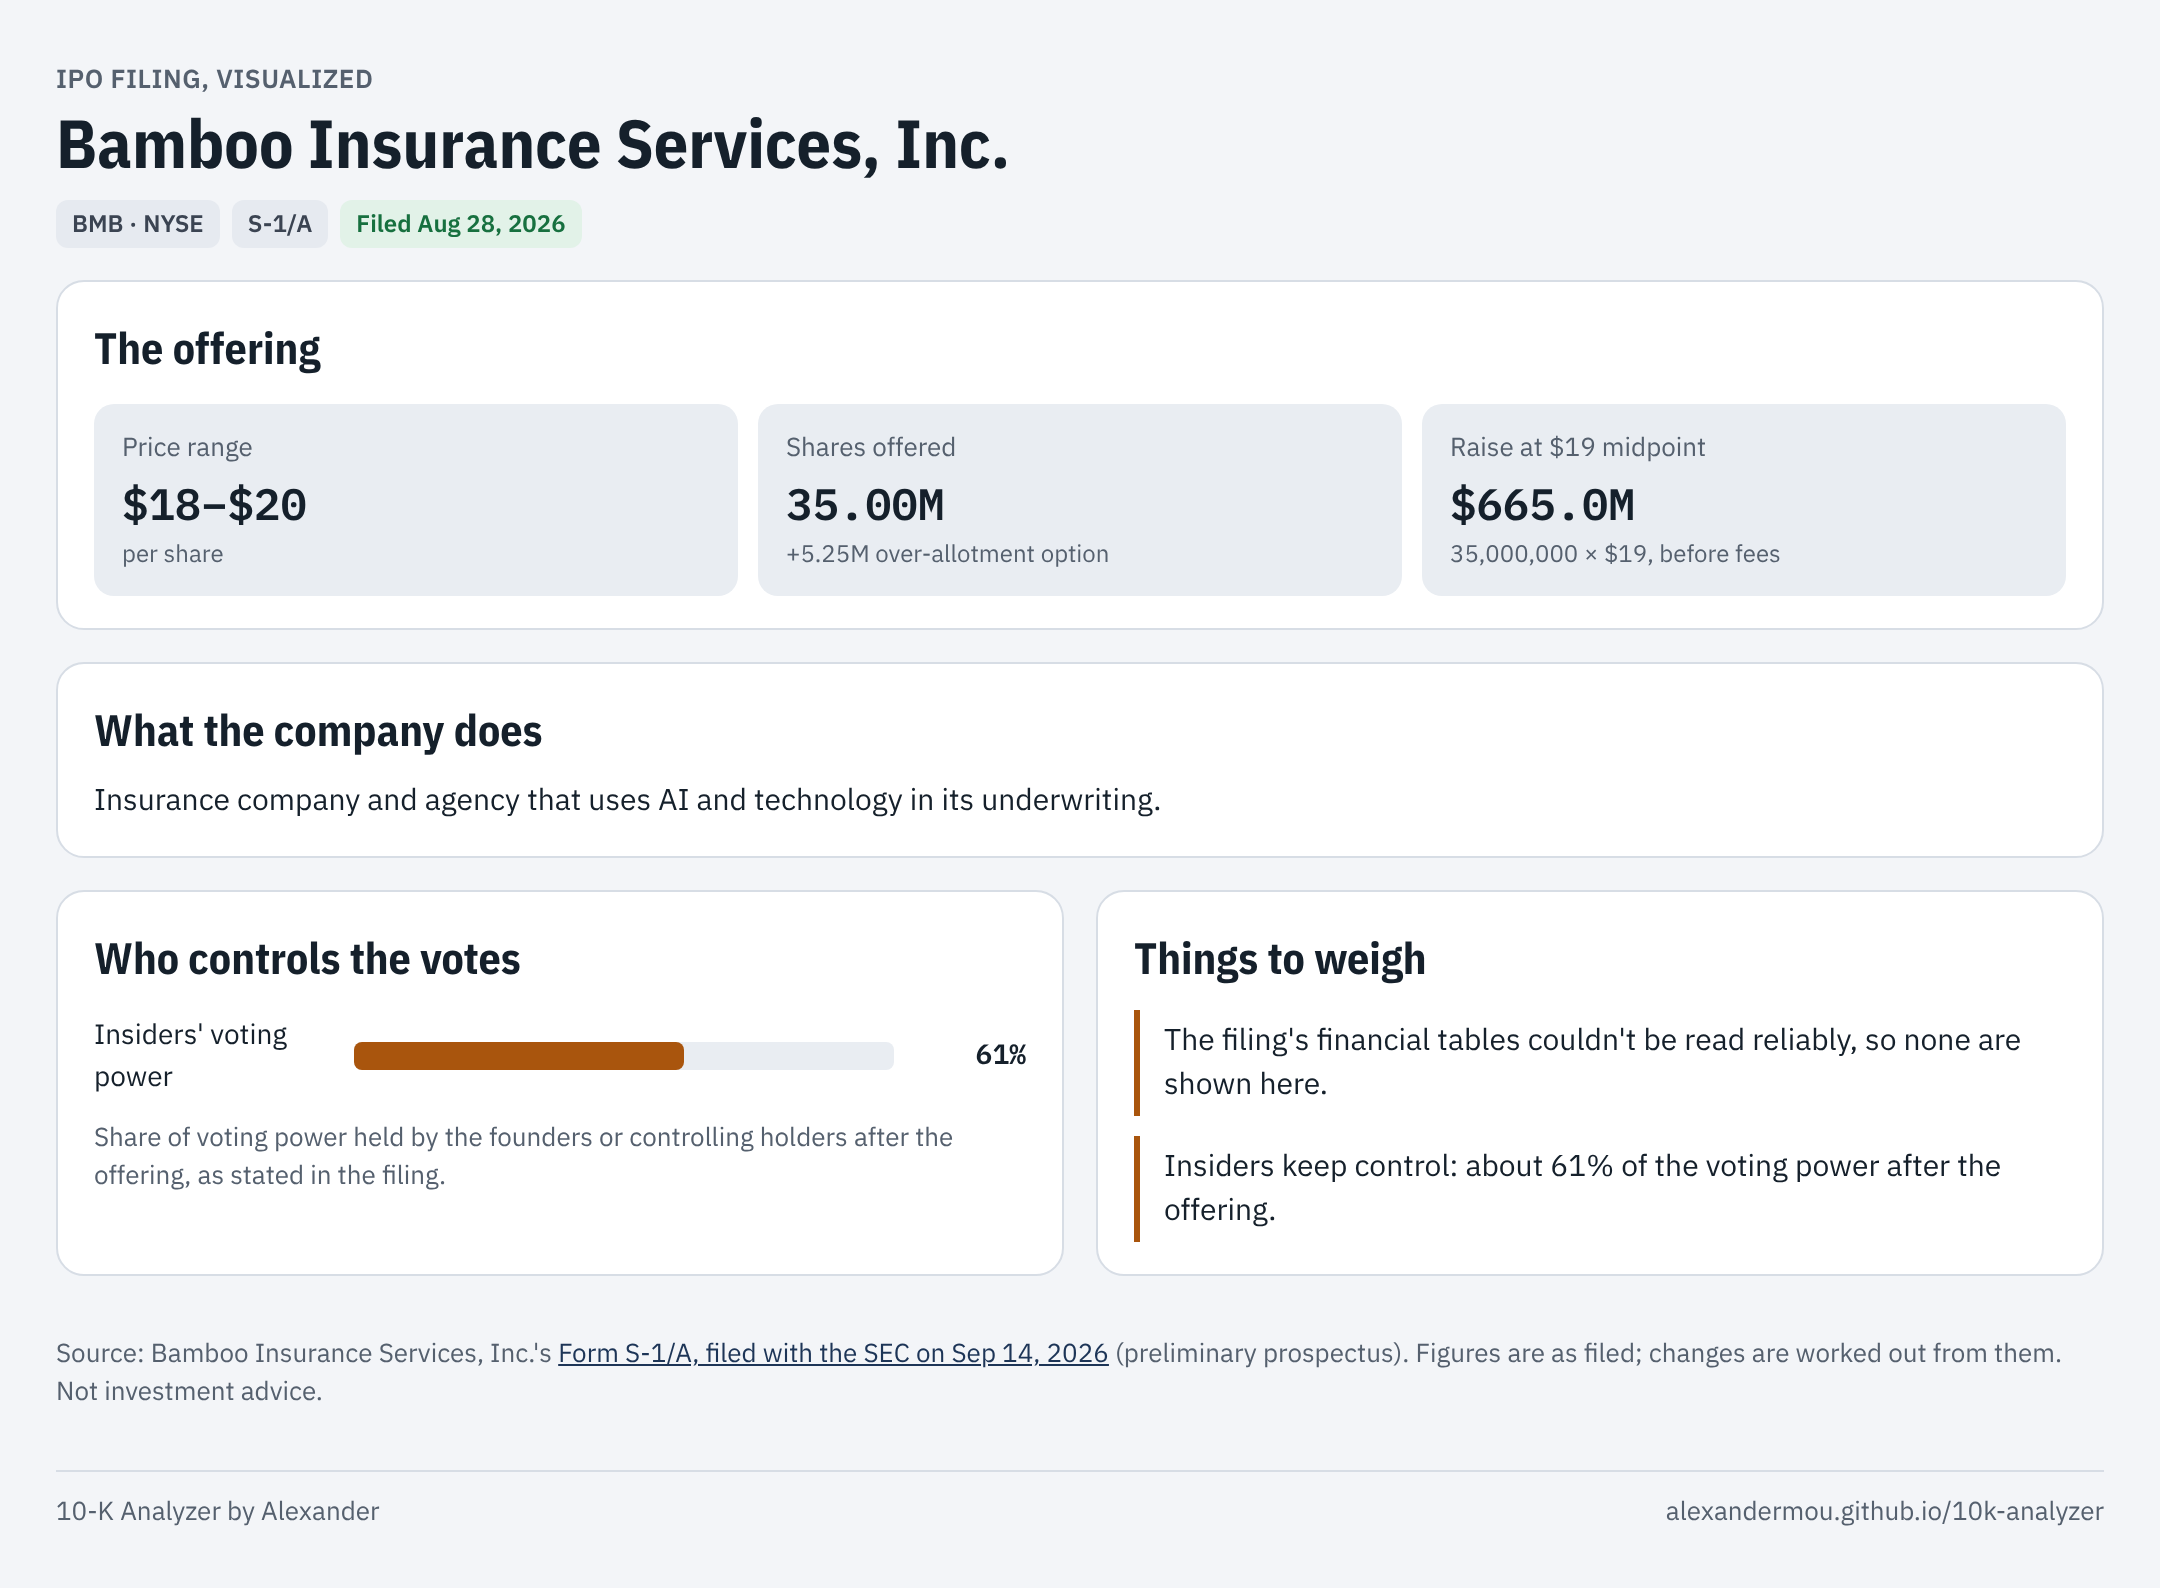 IPO FILING, VISUALIZED
Bamboo Insurance Services, Inc.
BMB · NYSE
S-1/A
Filed Aug 28, 2026
The offering
Price range
$18–$20
per share
Shares offered
35.00M
+5.25M over-allotment option
Raise at $19 midpoint
$665.0M
35,000,000 × $19, before fees
What the company does
Insurance company and agency that uses AI and technology in its underwriting.
Who controls the votes
Insiders' voting
power
61%
Share of voting power held by the founders or controlling holders after the
offering, as stated in the filing.
Things to weigh
The filing's financial tables couldn't be read reliably, so none are
shown here.
Insiders keep control: about 61% of the voting power after the
offering.
Source: Bamboo Insurance Services, Inc.'s Form S-1/A, filed with the SEC on Sep 14, 2026 (preliminary prospectus). Figures are as filed; changes are worked out from them.
Not investment advice.
10-K Analyzer by Alexander
alexandermou.github.io/10k-analyzer